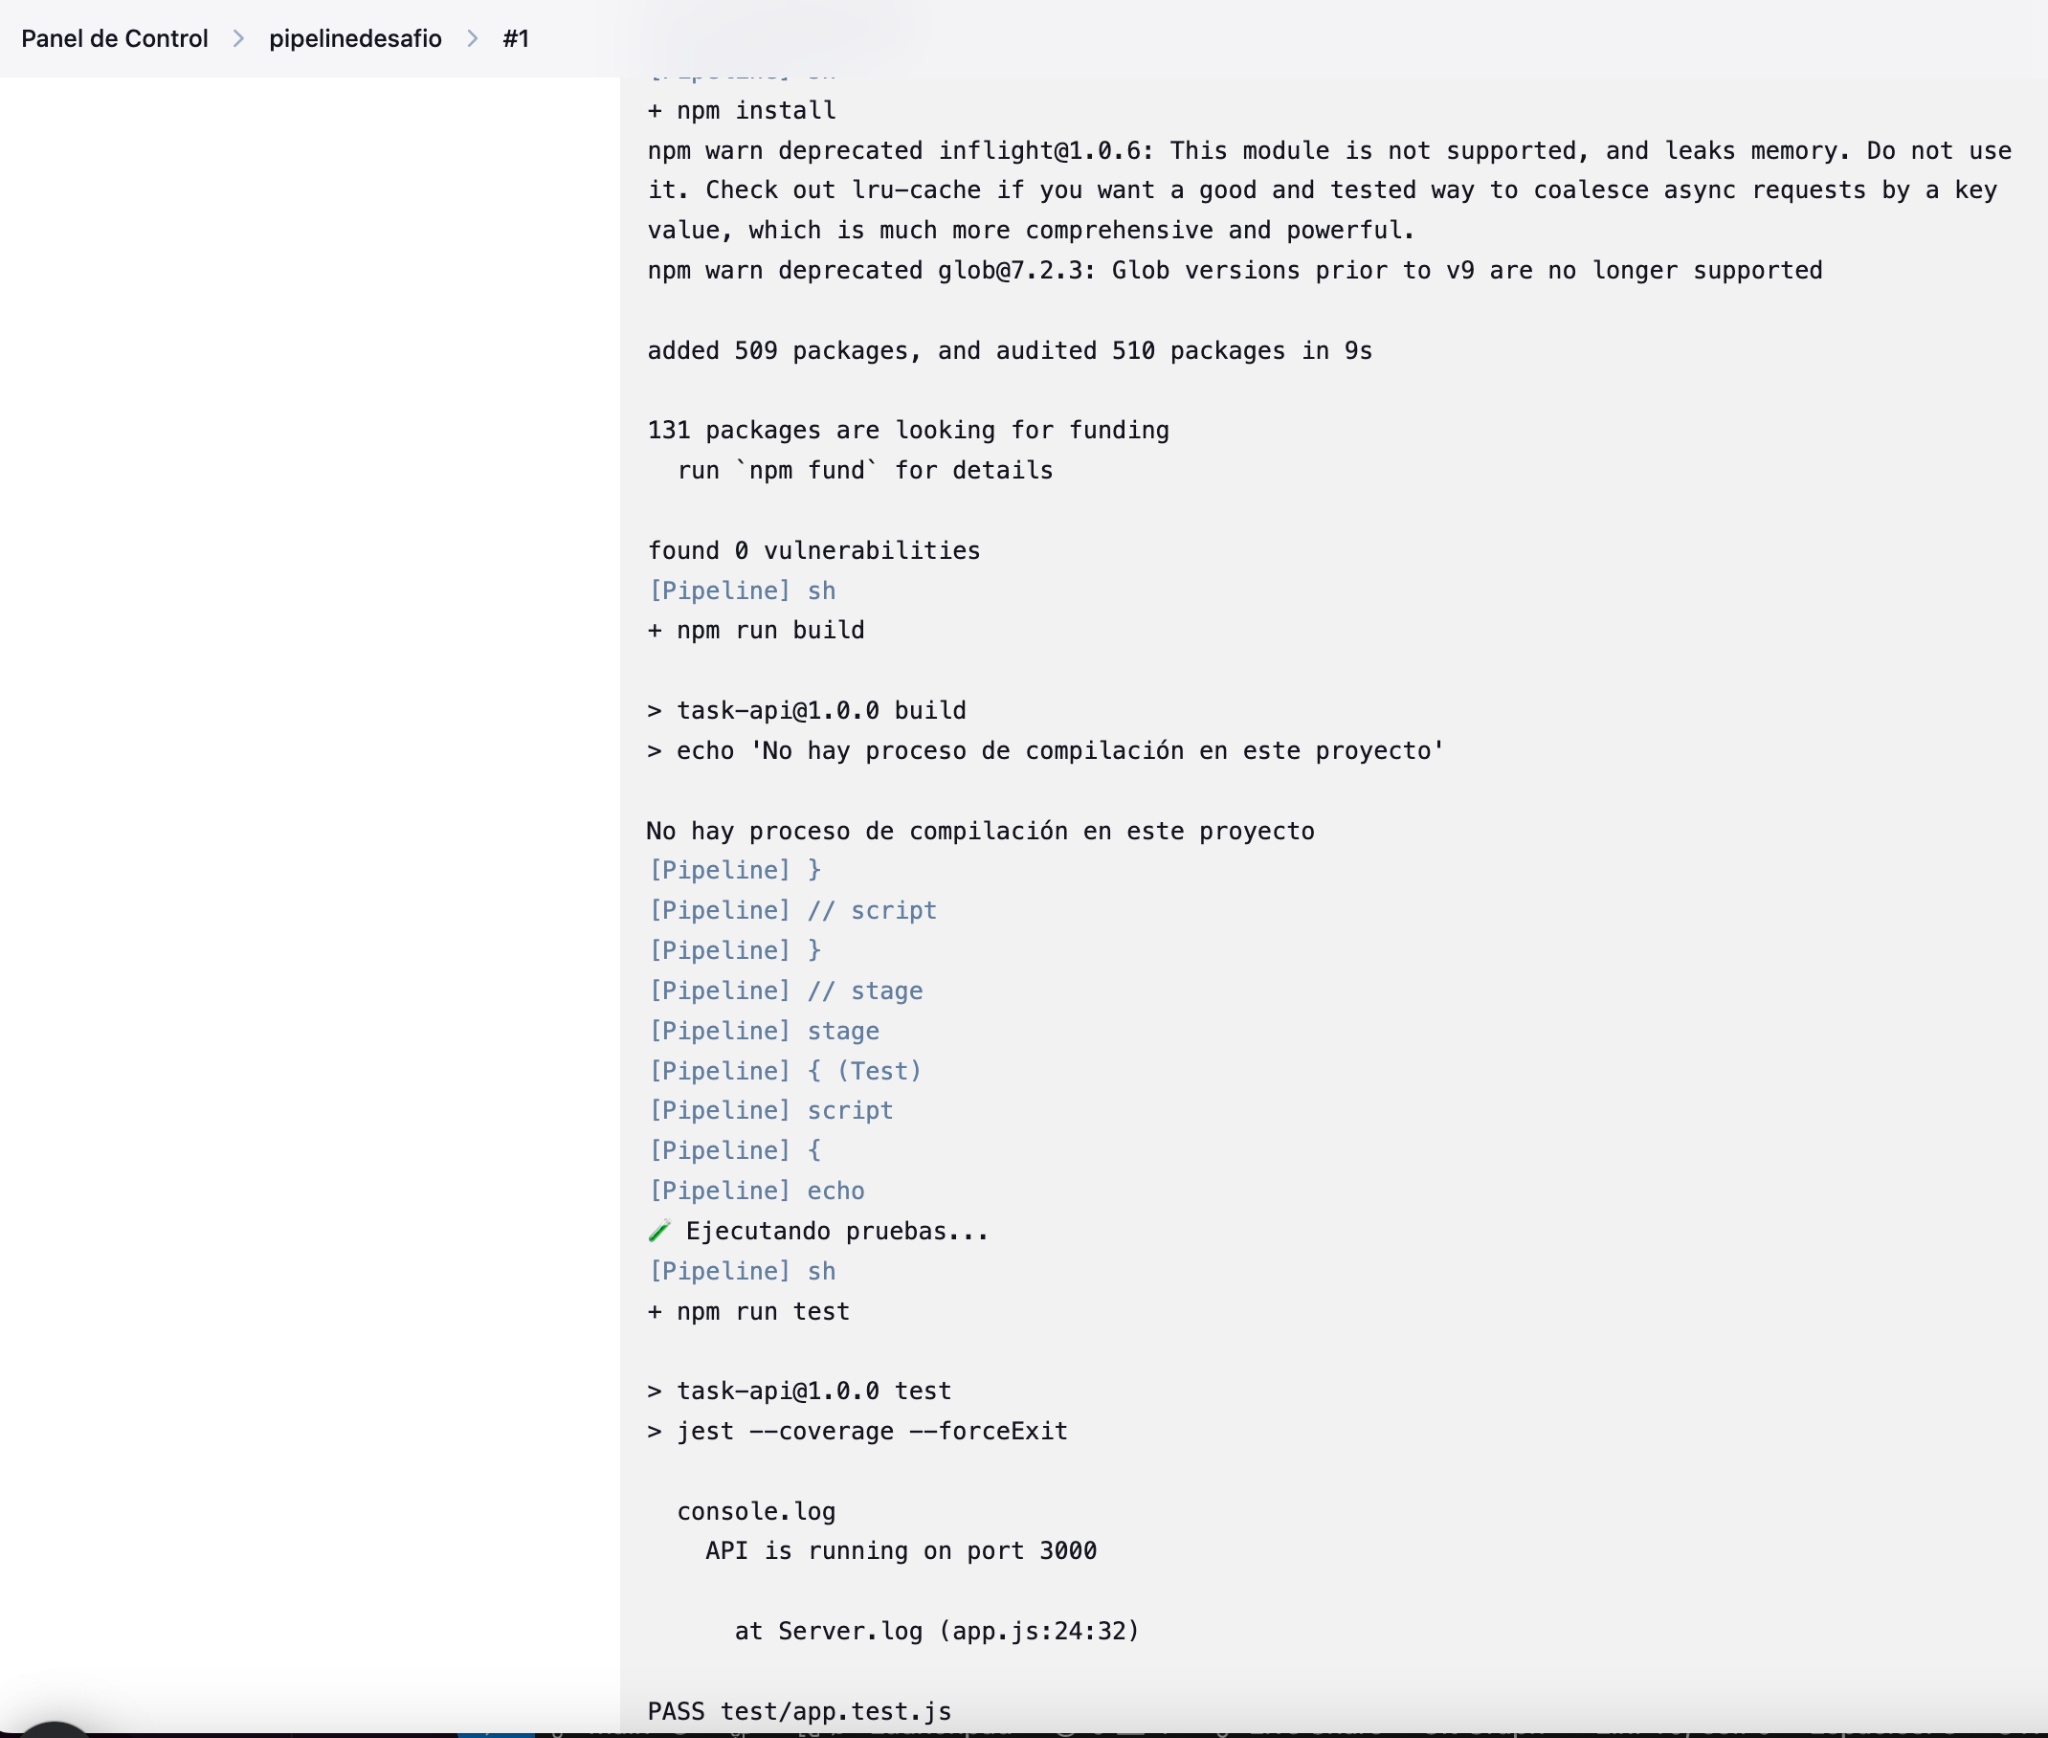 Panel de Control > pipelinedesafio > #1
+ npm install
npm warn deprecated inflight@1.0.6: This module is not supported, and leaks memory. Do not use
it. Check out lru-cache if you want a good and tested way to coalesce async requests by a key
value, which is much more comprehensive and powerful.
npm warn deprecated glob@7.2.3: Glob versions prior to v9 are no longer supported
added 509 packages, and audited 510 packages in 9s
131 packages are looking for funding
run `npm fund` for details
found 0 vulnerabilities
[Pipeline] sh
+ npm run build
> task-api@1.0.0 build
> echo 'No hay proceso de compilación en este proyecto'
No hay proceso de compilación en este proyecto
[Pipeline] }
[Pipeline] // script
[Pipeline] }
[Pipeline] // stage
[Pipeline] stage
[Pipeline] { (Test)
[Pipeline] script
[Pipeline] {
[Pipeline] echo
🧪 Ejecutando pruebas...
[Pipeline] sh
+ npm run test
> task-api@1.0.0 test
> jest --coverage --forceExit
console.log
API is running on port 3000
at Server.log (app.js:24:32)
PASS test/app.test.js